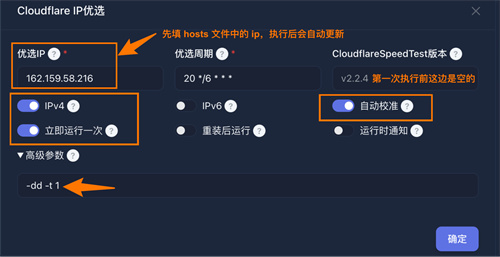 Cloudflare IP优选
先填 hosts 文件中的 ip，执行后会自动更新
优选IP ? * 优选周期 ? * CloudflareSpeedTest版本 ?
162.159.58.216 20 */6 * * * v2.2.4 第一次执行前这边是空的
IPv4 ? IPv6 ? 自动校准 ?
立即运行一次 ? 重装后运行 ? 运行时通知 ?
▼高级参数 ?
-dd -t 1
确定